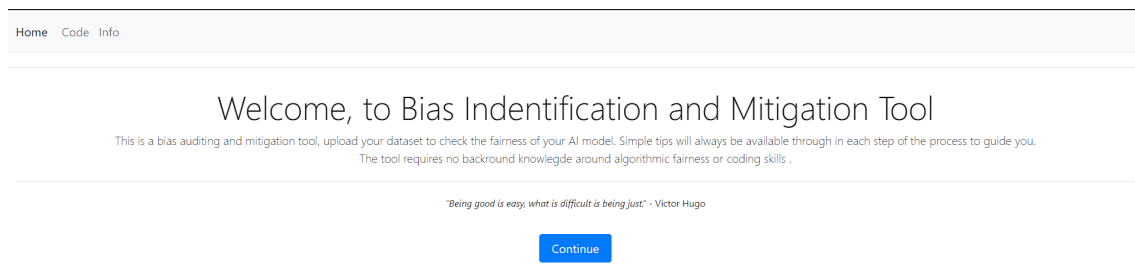 Home Code Info
Welcome, to Bias Indentification and Mitigation Tool
This is a bias auditing and mitigation tool, upload your dataset to check the fairness of your AI model. Simple tips will always be available through in each step of the process to guide you.
The tool requires no backround knowlegde around algorithmic fairness or coding skills .
"Being good is easy, what is difficult is being just." - Victor Hugo
Continue